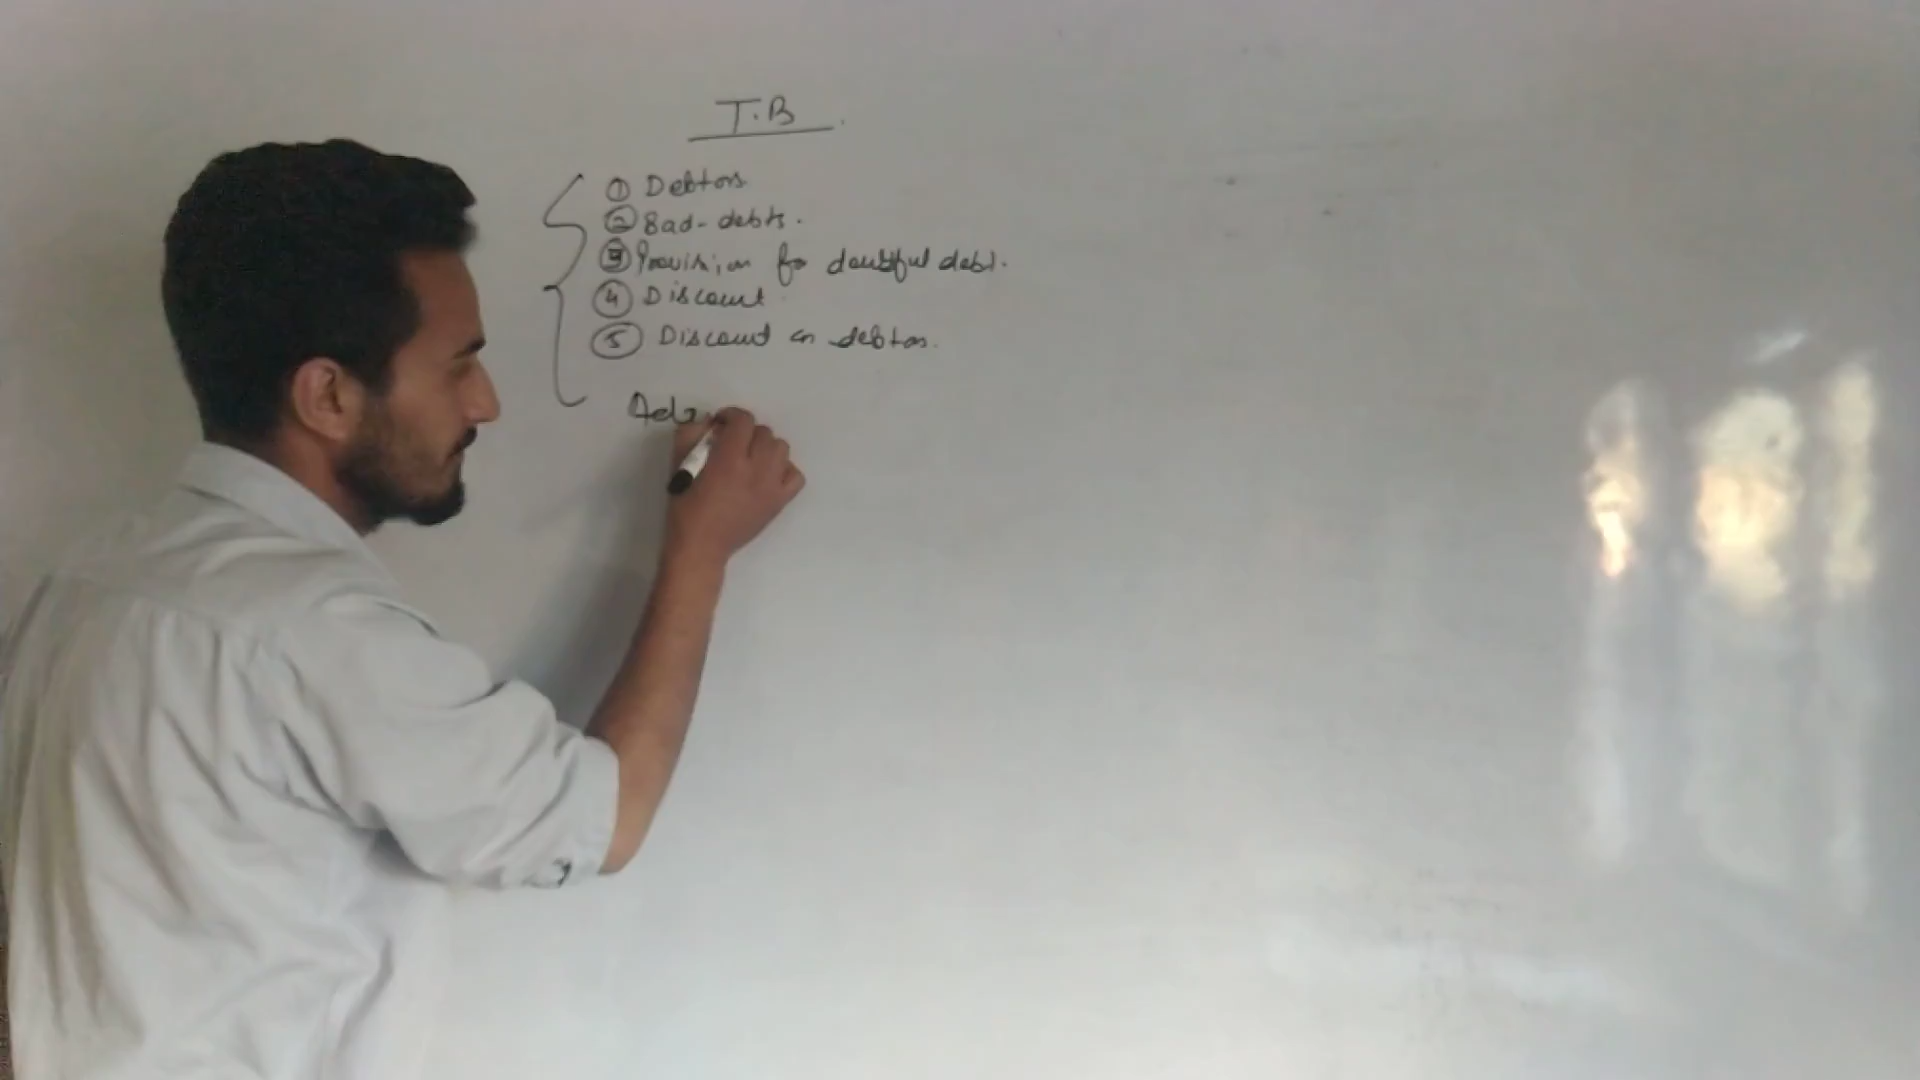 T.B.
① Debtors.
② Bad-debts.
③ Provision for doubtful debt.
④ Discount
⑤ Discount on debtors.